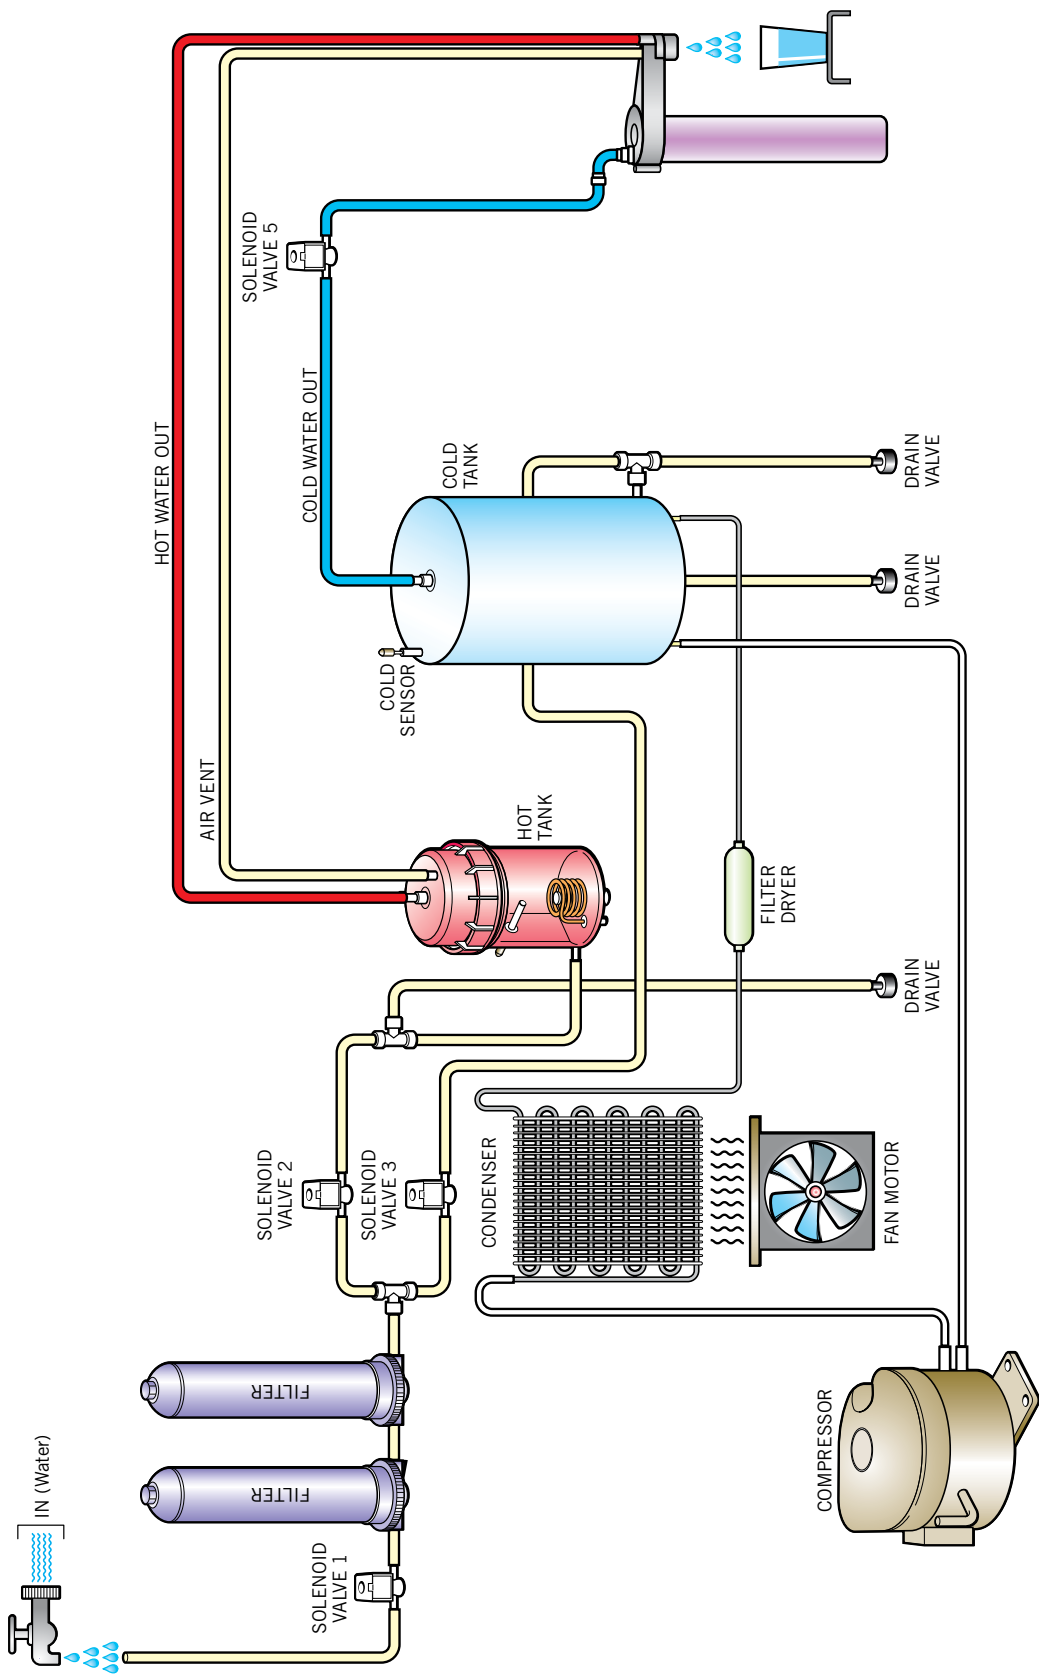 IN (Water)
SOLENOID
VALVE 1
FILTER
FILTER
SOLENOID
VALVE 2
SOLENOID
VALVE 3
HOT WATER OUT
AIR VENT
HOT
TANK
COLD
SENSOR
COLD WATER OUT
COLD
TANK
SOLENOID
VALVE 5
COMPRESSOR
CONDENSER
FAN MOTOR
FILTER
DRYER
DRAIN
VALVE
DRAIN
VALVE
DRAIN
VALVE